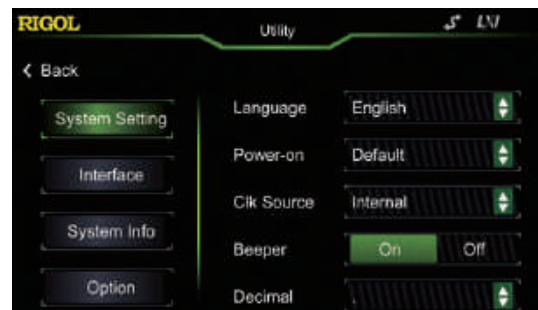 RIGOL
Utility
Back
System Setting
Interface
System Info
Option
Language English
Power-on Default
Clk Source Internal
Beeper On Off
Decimal .